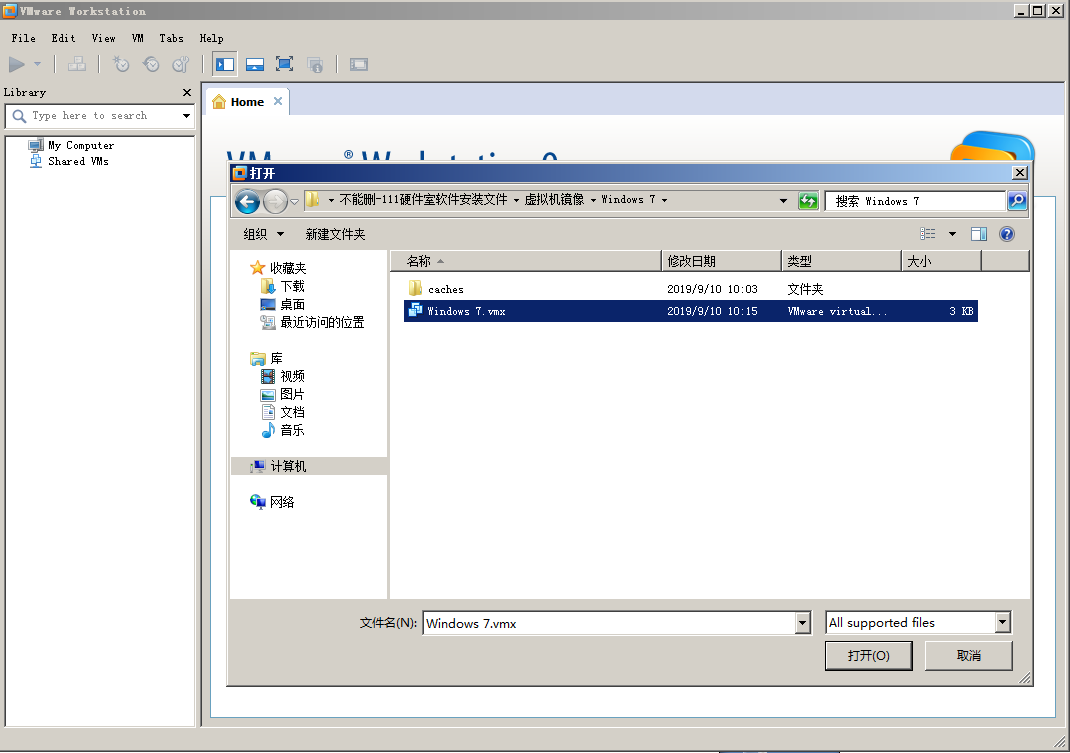 VMware Workstation
File Edit View VM Tabs Help
Library
Type here to search
My Computer
Shared VMs
Home
打开
不能删-111硬件室软件安装文件 虚拟机镜像 Windows 7
搜索 Windows 7
组织 新建文件夹
收藏夹
下载
桌面
最近访问的位置
库
视频
图片
文档
音乐
计算机
网络
名称 修改日期 类型 大小
caches 2019/9/10 10:03 文件夹
Windows 7.vmx 2019/9/10 10:15 VMware virtual... 3 KB
文件名(N): Windows 7.vmx All supported files
打开(O) 取消